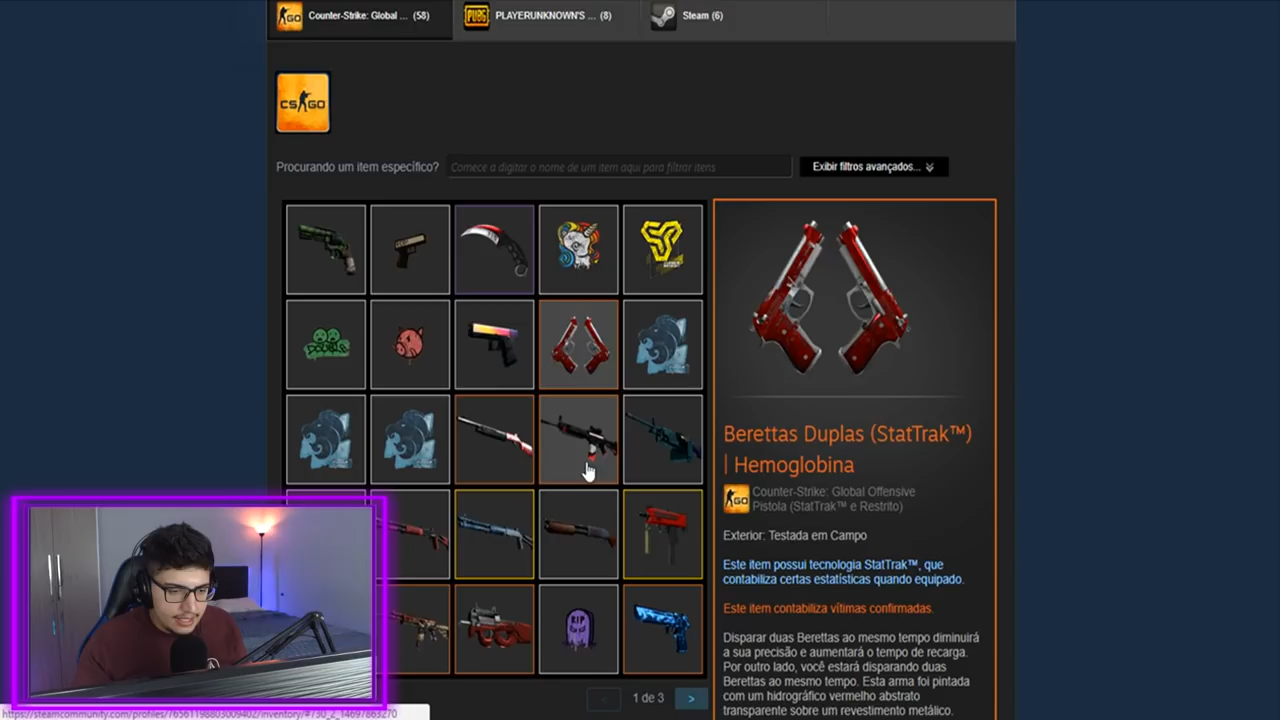 Counter-Strike: Global ... (58)
PUBG
PLAYERUNKNOWN'S ... (8)
Steam (6)
CS GO
Procurando um item específico?
Comece a digitar o nome de um item aqui para filtrar itens
Exibir filtros avançados...
Berettas Duplas (StatTrak™)
| Hemoglobina
Counter-Strike: Global Offensive
Pistola (StatTrak™ e Restrito)
Exterior: Testada em Campo
Este item possui tecnologia StatTrak™, que
contabiliza certas estatísticas quando equipado.
Este item contabiliza vítimas confirmadas.
Disparar duas Berettas ao mesmo tempo diminuirá
a sua precisão e aumentará o tempo de recarga.
Por outro lado, você estará disparando duas
Berettas ao mesmo tempo. Esta arma foi pintada
com um hidrográfico vermelho abstrato
transparente sobre um revestimento metálico.
RIP
1 de 3
>